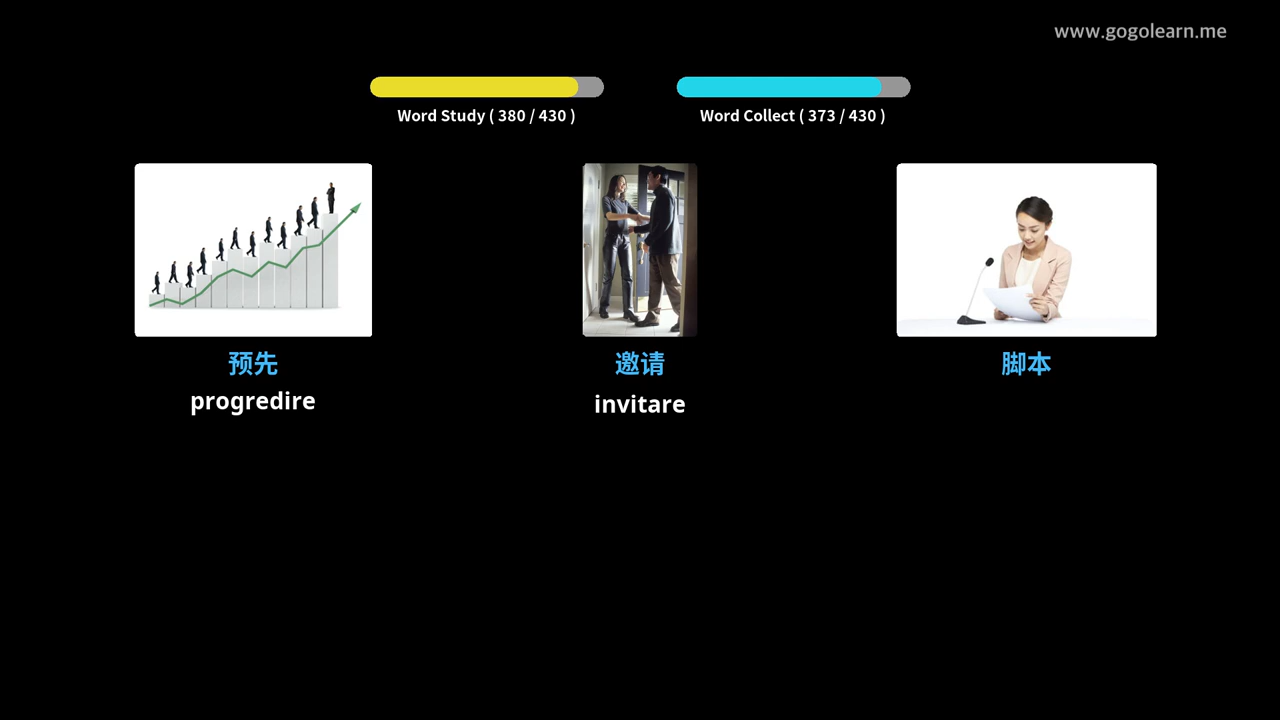 www.gogolearn.me
Word Study ( 380 / 430 )
Word Collect ( 373 / 430 )
预先
邀请
脚本
progredire
invitare